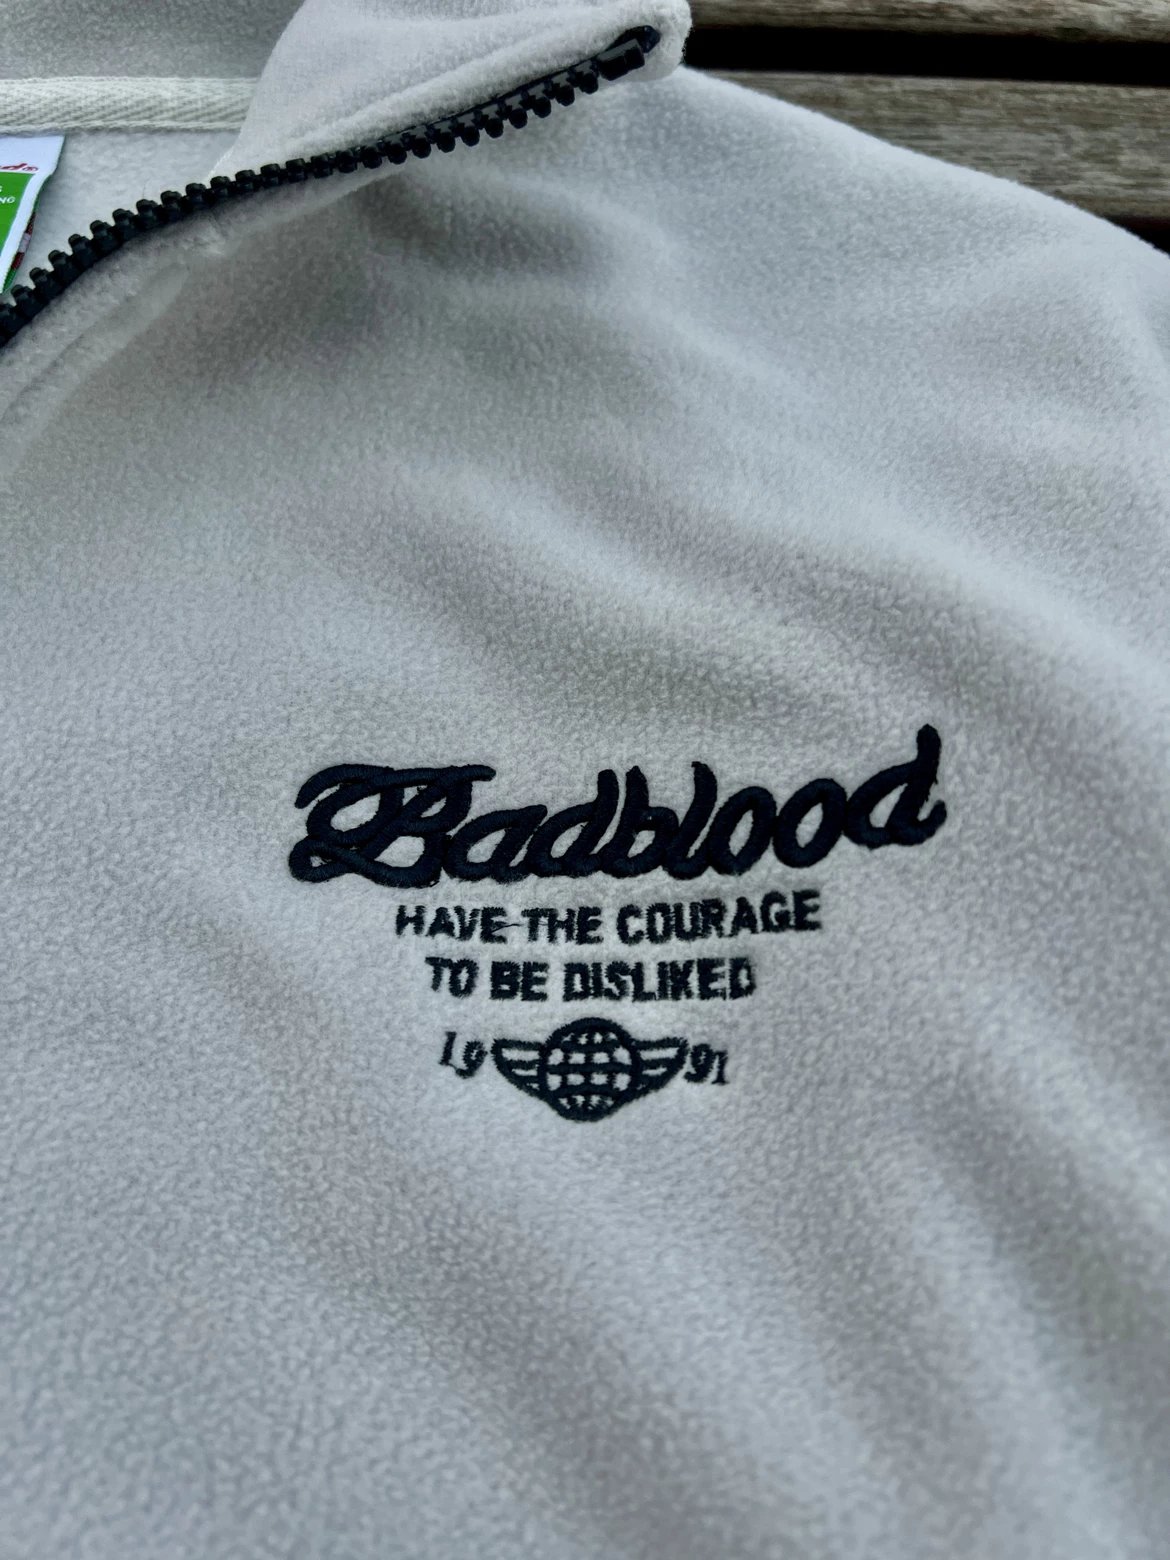 Badblood
HAVE THE COURAGE
TO BE DISLIKED
19 91